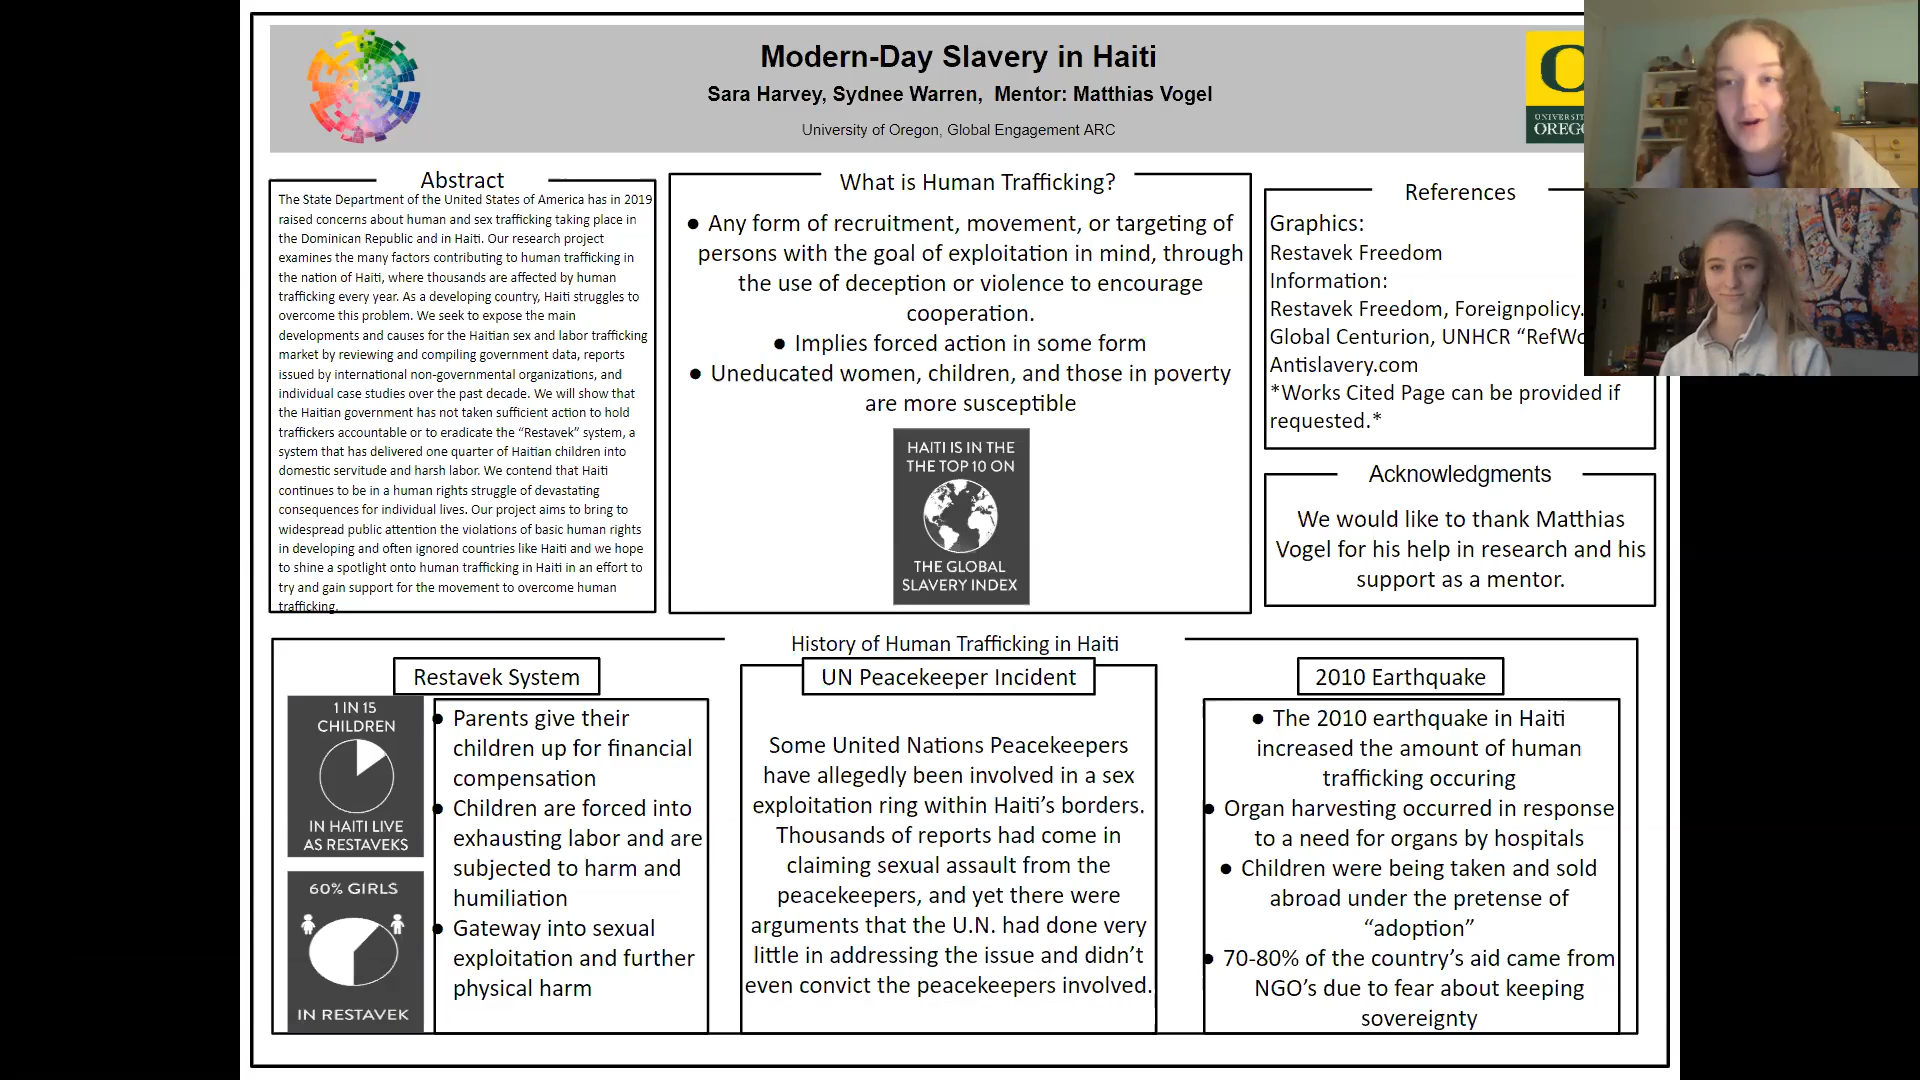 Modern-Day Slavery in Haiti
Sara Harvey, Sydnee Warren, Mentor: Matthias Vogel
University of Oregon, Global Engagement ARC
O
UNIVERSIT
OREG
Abstract
The State Department of the United States of America has in 2019
raised concerns about human and sex trafficking taking place in
the Dominican Republic and in Haiti. Our research project
examines the many factors contributing to human trafficking in
the nation of Haiti, where thousands are affected by human
trafficking every year. As a developing country, Haiti struggles to
overcome this problem. We seek to expose the main
developments and causes for the Haitian sex and labor trafficking
market by reviewing and compiling government data, reports
issued by international non-governmental organizations, and
individual case studies over the past decade. We will show that
the Haitian government has not taken sufficient action to hold
traffickers accountable or to eradicate the “Restavek” system, a
system that has delivered one quarter of Haitian children into
domestic servitude and harsh labor. We contend that Haiti
continues to be in a human rights struggle of devastating
consequences for individual lives. Our project aims to bring to
widespread public attention the violations of basic human rights
in developing and often ignored countries like Haiti and we hope
to shine a spotlight onto human trafficking in Haiti in an effort to
try and gain support for the movement to overcome human
trafficking.
What is Human Trafficking?
● Any form of recruitment, movement, or targeting of
persons with the goal of exploitation in mind, through
the use of deception or violence to encourage
cooperation.
● Implies forced action in some form
● Uneducated women, children, and those in poverty
are more susceptible
HAITI IS IN THE
THE TOP 10 ON
THE GLOBAL
SLAVERY INDEX
References
Graphics:
Restavek Freedom
Information:
Restavek Freedom, Foreignpolicy.
Global Centurion, UNHCR “RefWo
Antislavery.com
*Works Cited Page can be provided if
requested.*
Acknowledgments
We would like to thank Matthias
Vogel for his help in research and his
support as a mentor.
History of Human Trafficking in Haiti
Restavek System
1 IN 15
CHILDREN
IN HAITI LIVE
AS RESTAVEKS
60% GIRLS
IN RESTAVEK
● Parents give their
children up for financial
compensation
● Children are forced into
exhausting labor and are
subjected to harm and
humiliation
● Gateway into sexual
exploitation and further
physical harm
UN Peacekeeper Incident
Some United Nations Peacekeepers
have allegedly been involved in a sex
exploitation ring within Haiti’s borders.
Thousands of reports had come in
claiming sexual assault from the
peacekeepers, and yet there were
arguments that the U.N. had done very
little in addressing the issue and didn’t
even convict the peacekeepers involved.
2010 Earthquake
● The 2010 earthquake in Haiti
increased the amount of human
trafficking occuring
● Organ harvesting occurred in response
to a need for organs by hospitals
● Children were being taken and sold
abroad under the pretense of
“adoption”
● 70-80% of the country’s aid came from
NGO’s due to fear about keeping
sovereignty